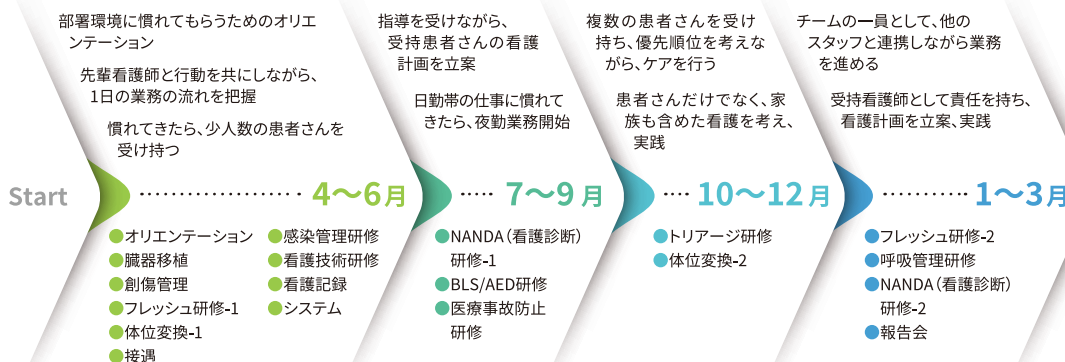 部署環境に慣れてもらうためのオリエ
ンテーション
先輩看護師と行動を共にしながら、
1日の業務の流れを把握
慣れてきたら、少人数の患者さんを
受け持つ
指導を受けながら、
受持患者さんの看護
計画を立案
日勤帯の仕事に慣れて
きたら、夜勤業務開始
複数の患者さんを受け
持ち、優先順位を考えな
がら、ケアを行う
患者さんだけでなく、家
族も含めた看護を考え、
実践
チームの一員として、他の
スタッフと連携しながら業務
を進める
受持看護師として責任を持ち、
看護計画を立案、実践
Start
4〜6月
7〜9月
10〜12月
1〜3月
●オリエンテーション
●臓器移植
●創傷管理
●フレッシュ研修-1
●体位変換-1
●接遇
●感染管理研修
●看護技術研修
●看護記録
●システム
●NANDA（看護診断）
研修-1
●BLS/AED研修
●医療事故防止
研修
●トリアージ研修
●体位変換-2
●フレッシュ研修-2
●呼吸管理研修
●NANDA（看護診断）
研修-2
●報告会